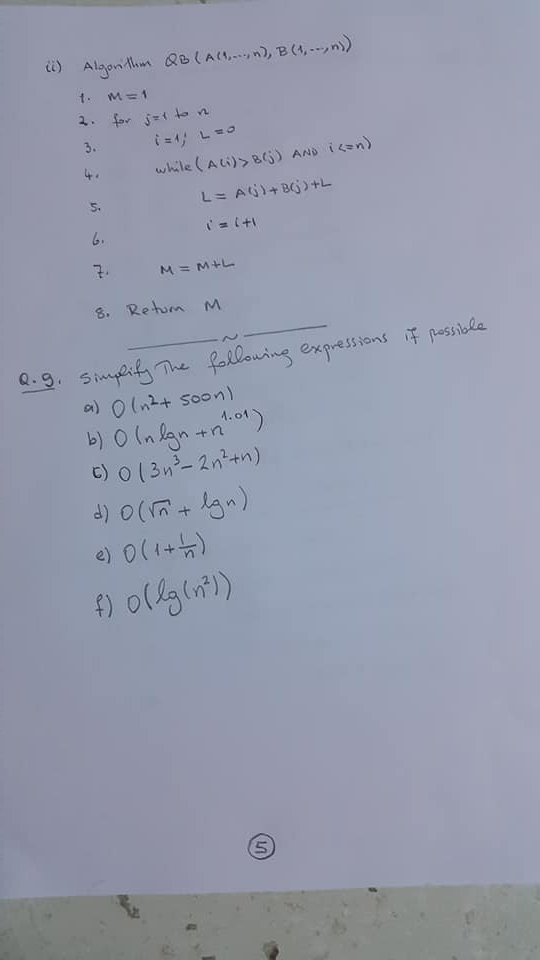 ii) Algorithm QB(A(1,...,n), B(1,...,n))
1. M=1
2. for j=1 to n
3. i=1; L=0
4. while(A(i)>B(j) AND i<=n)
5. L= A(j)+B(j)+L
6. i=i+1
7. M=M+L
8. Return M
~
Q.9. Simplify The following expressions if possible
a) O(n²+ 500n)
b) O(n lgn + n^1.01)
c) O(3n³- 2n²+n)
d) O(√n + lgn)
e) O(1+1/n)
f) O(lg(n²))
5